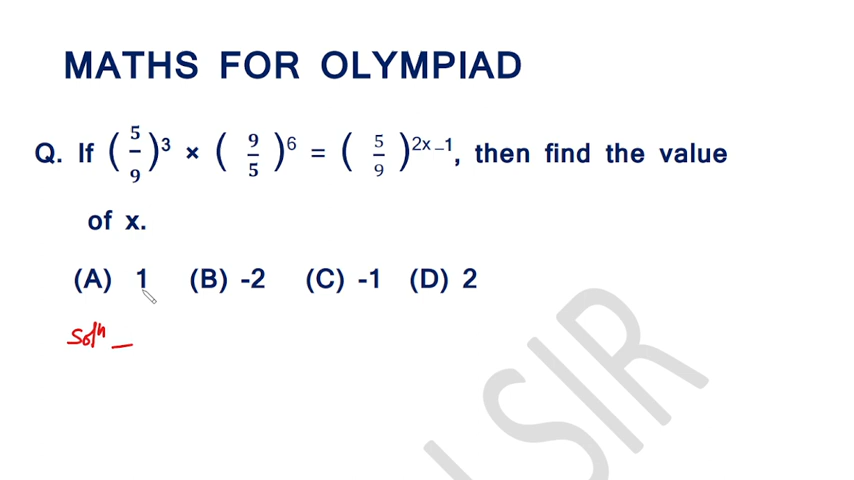 MATHS FOR OLYMPIAD
Q. If (5/9)³ × (9/5)⁶ = (5/9)²ˣ⁻¹, then find the value
of x.
(A) 1 (B) -2 (C) -1 (D) 2
Solⁿ _
SIR